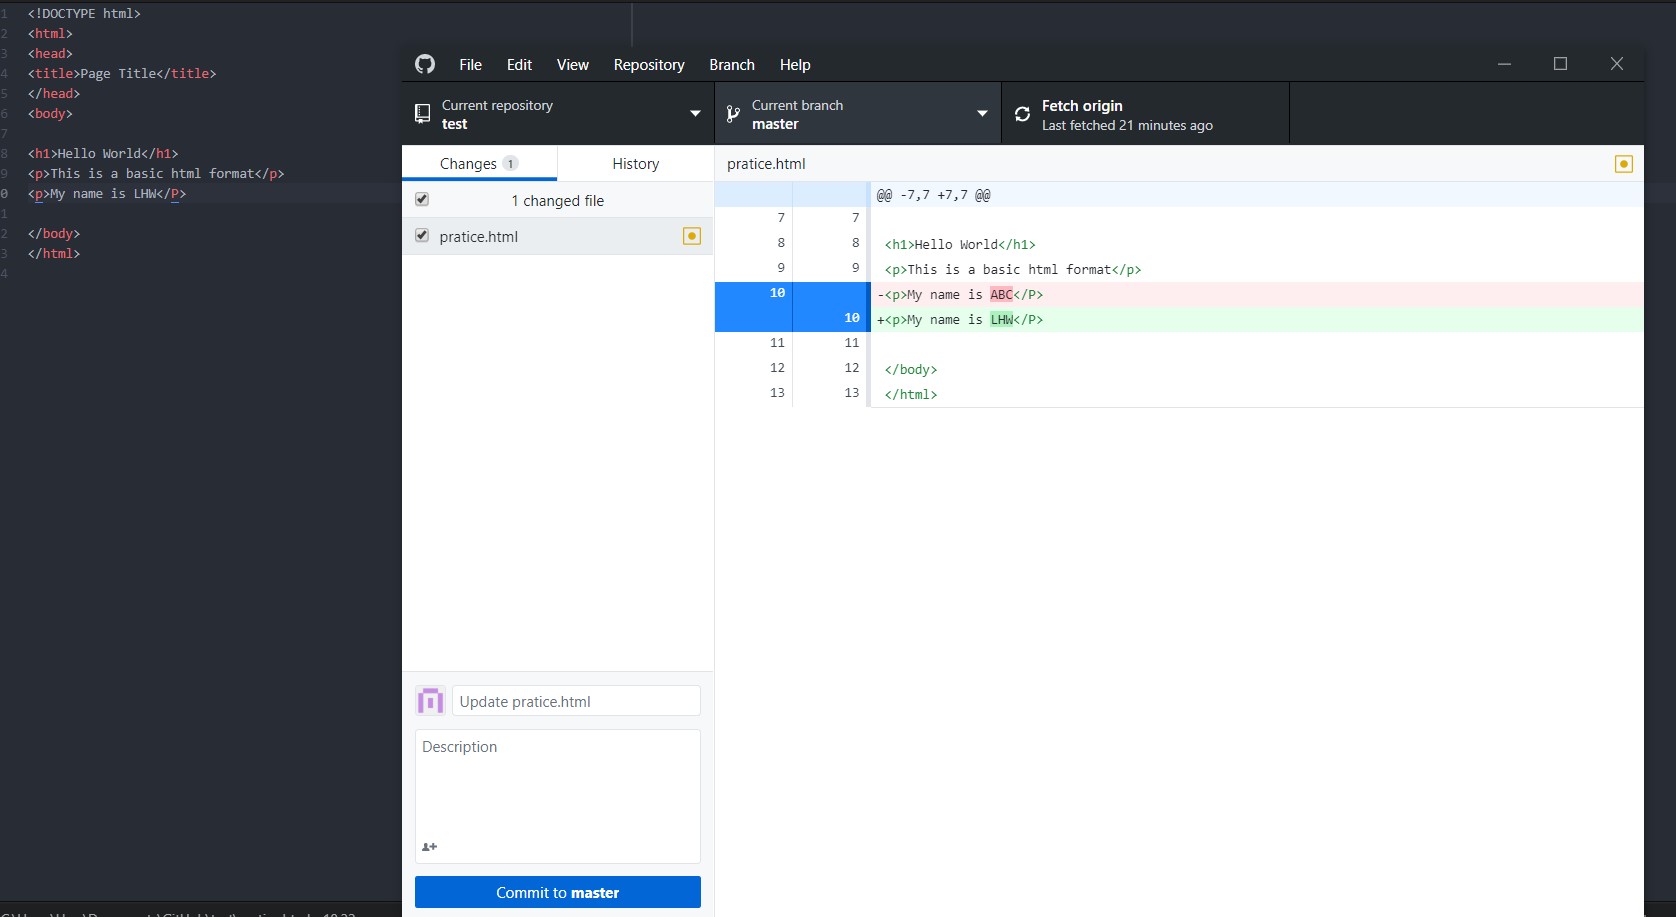 1 <!DOCTYPE html>
2 <html>
3 <head>
4 <title>Page Title</title>
5 </head>
6 <body>
7
8 <h1>Hello World</h1>
9 <p>This is a basic html format</p>
0 <p>My name is LHW</P>
1
2 </body>
3 </html>
4
File Edit View Repository Branch Help
Current repository
test
Current branch
master
Fetch origin
Last fetched 21 minutes ago
Changes 1 History
1 changed file
pratice.html
Update pratice.html
Description
Commit to master
pratice.html
@@ -7,7 +7,7 @@
7 7
8 8 <h1>Hello World</h1>
9 9 <p>This is a basic html format</p>
10 -<p>My name is ABC</P>
10 +<p>My name is LHW</P>
11 11
12 12 </body>
13 13 </html>